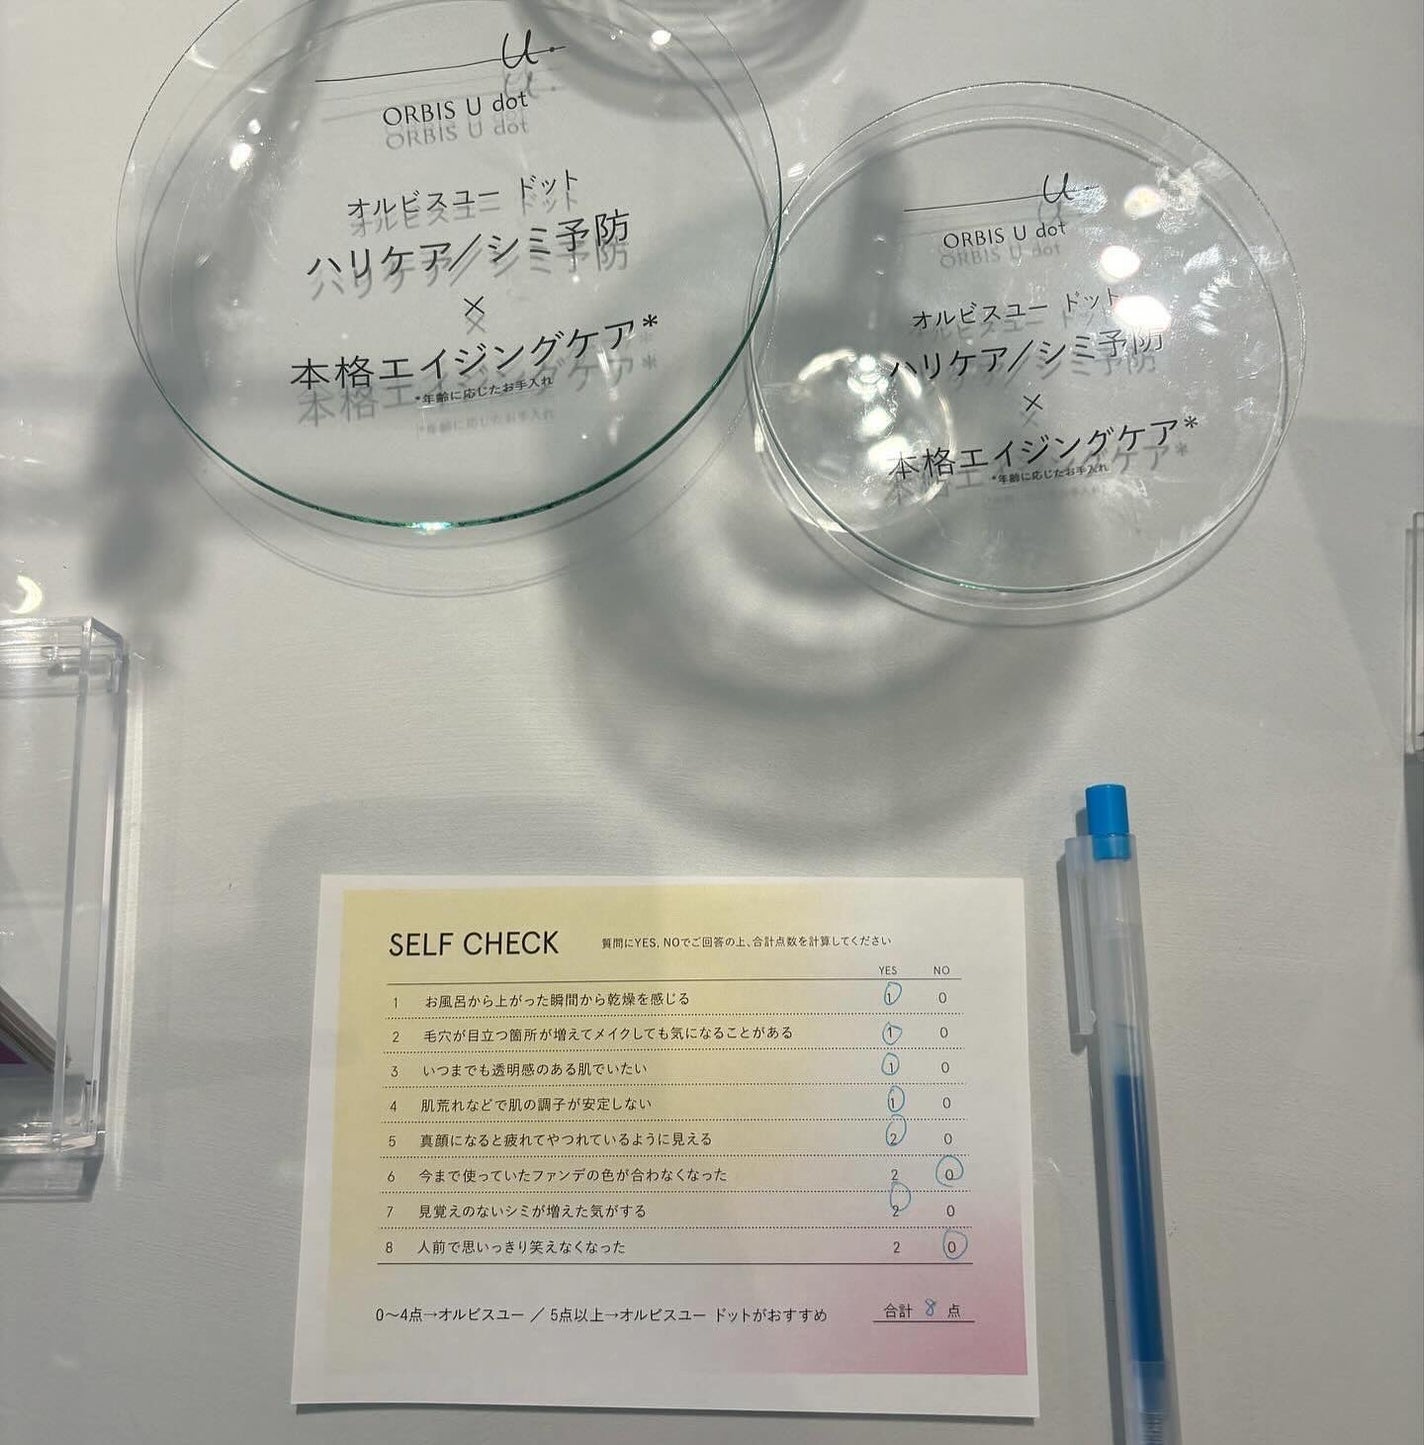 u.
ORBIS U dot
オルビスユー ドット
ハリケア/シミ予防
×
本格エイジングケア*
*年齢に応じたお手入れ
u.
ORBIS U dot
オルビスユー ドット
ハリケア/シミ予防
×
本格エイジングケア*
*年齢に応じたお手入れ
SELF CHECK 質問にYES, NOでご回答の上、合計点数を計算してください
YES NO
1 お風呂から上がった瞬間から乾燥を感じる 1 0
2 毛穴が目立つ箇所が増えてメイクしても気になることがある 1 0
3 いつまでも透明感のある肌でいたい 1 0
4 肌荒れなどで肌の調子が安定しない 1 0
5 真顔になると疲れてやつれているように見える 2 0
6 今まで使っていたファンデの色が合わなくなった 2 0
7 見覚えのないシミが増えた気がする 2 0
8 人前で思いっきり笑えなくなった 2 0
0〜4点→オルビスユー / 5点以上→オルビスユー ドットがおすすめ 合計 8 点